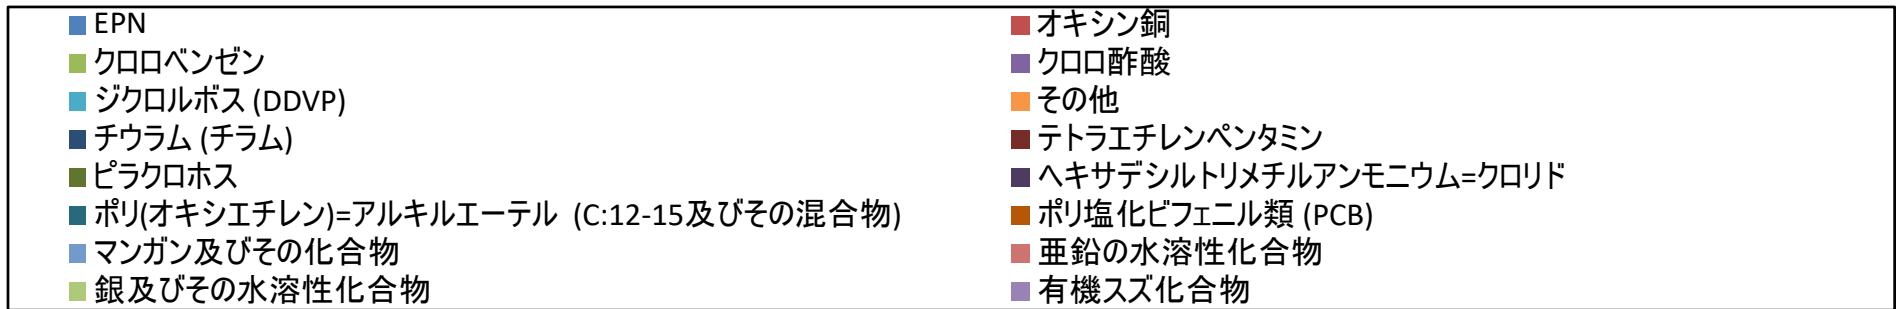 EPN オキシン銅
クロロベンゼン クロロ酢酸
ジクロルボス (DDVP) その他
チウラム (チラム) テトラエチレンペンタミン
ピラクロホス ヘキサデシルトリメチルアンモニウム=クロリド
ポリ(オキシエチレン)=アルキルエーテル (C:12-15及びその混合物) ポリ塩化ビフェニル類 (PCB)
マンガン及びその化合物 亜鉛の水溶性化合物
銀及びその水溶性化合物 有機スズ化合物